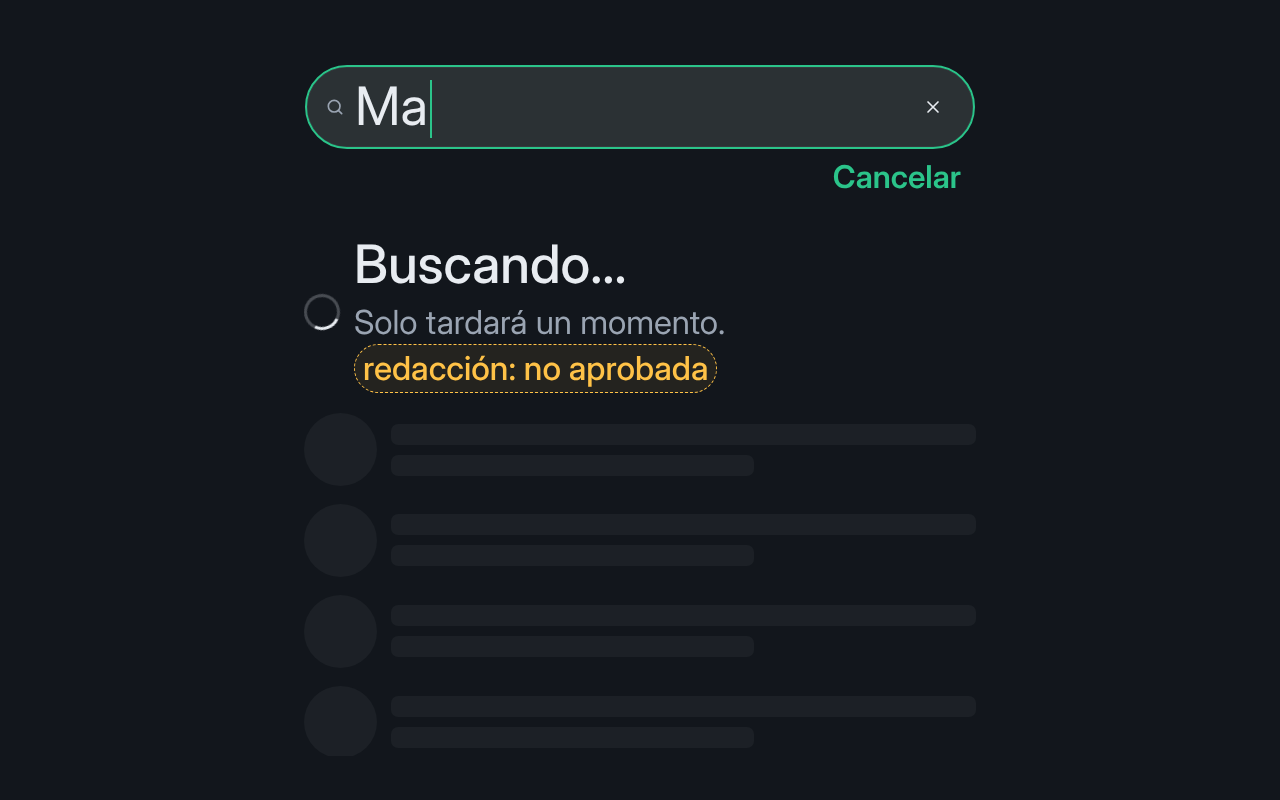 Ma
Cancelar
Buscando...
Solo tardará un momento.
redacción: no aprobada